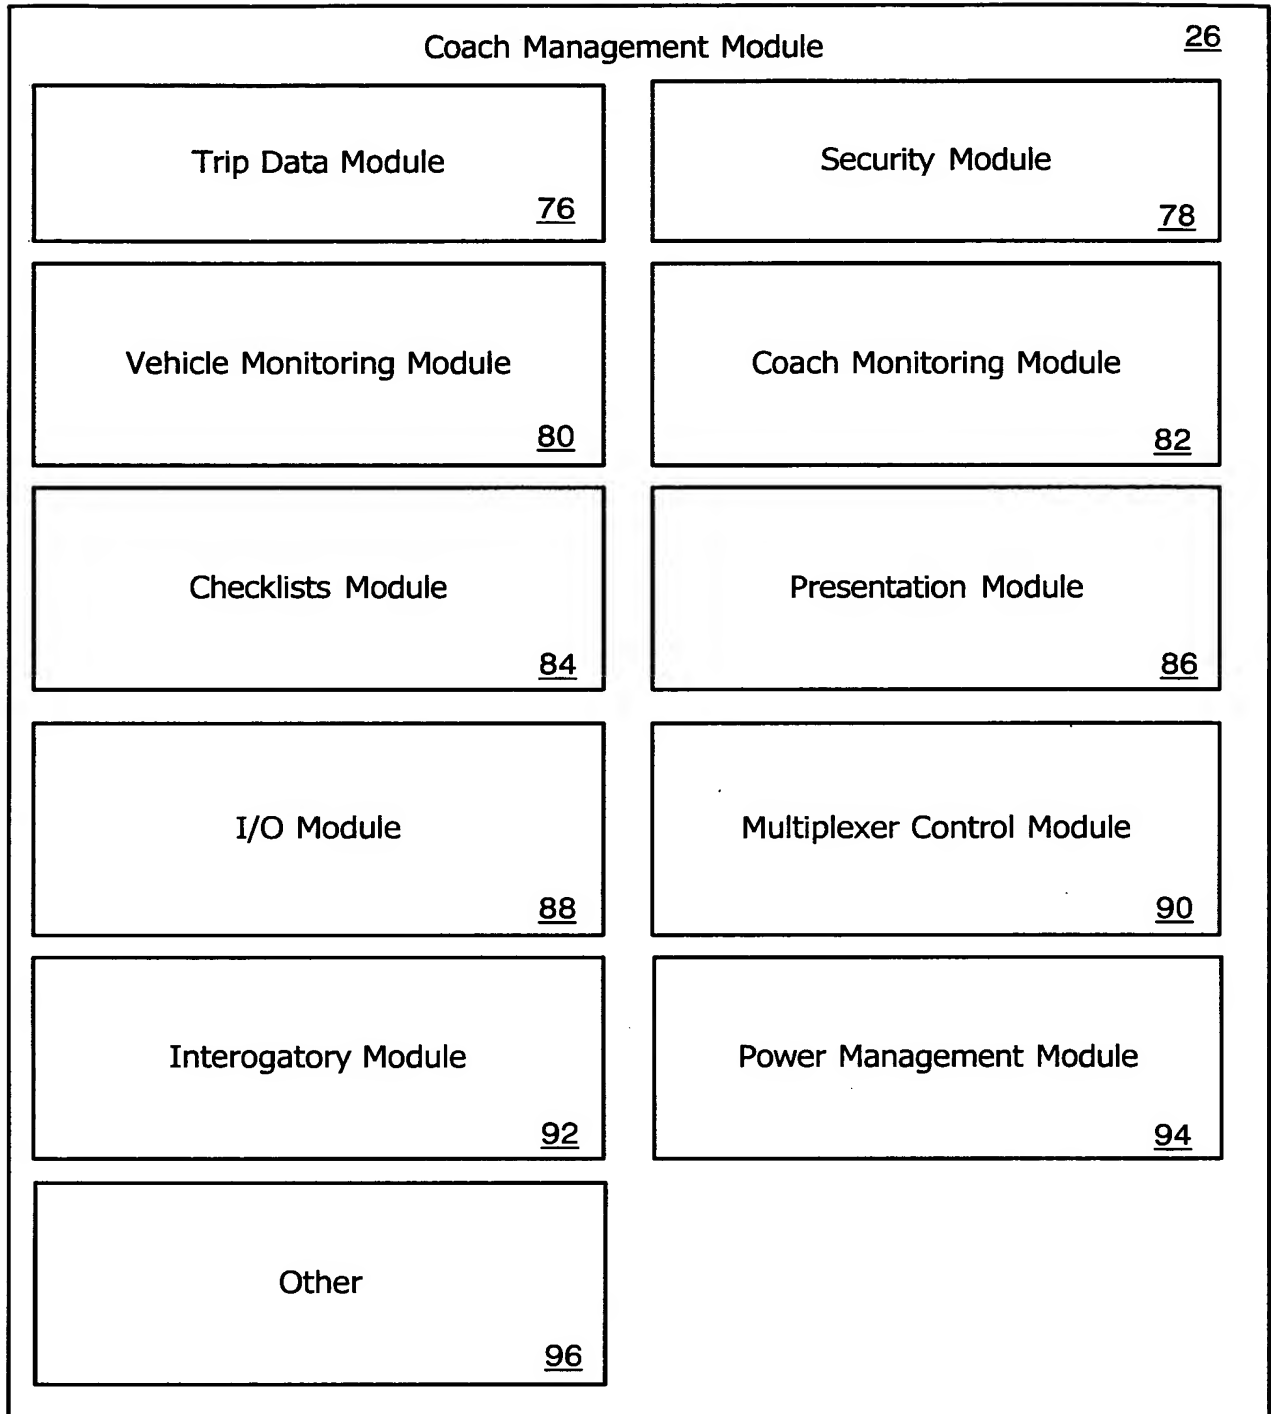 Coach Management Module 26
Trip Data Module
76
Security Module
78
Vehicle Monitoring Module
80
Coach Monitoring Module
82
Checklists Module
84
Presentation Module
86
I/O Module
88
Multiplexer Control Module
90
Interogatory Module
92
Power Management Module
94
Other
96